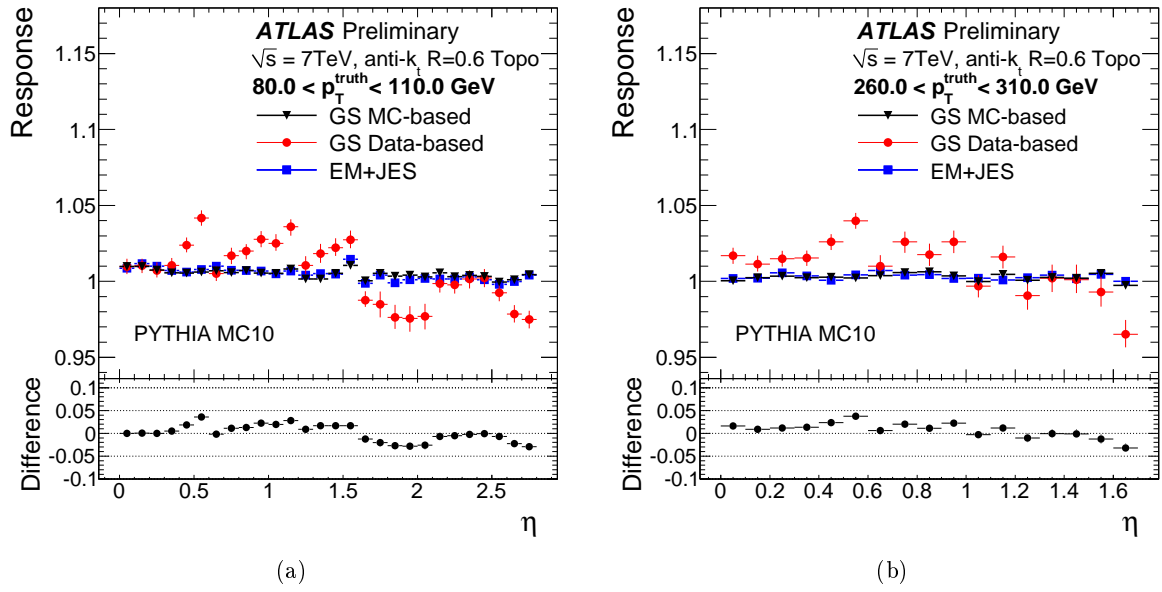 Response
1.15
1.1
1.05
1
0.95
ATLAS Preliminary
√s = 7TeV, anti-k_t R=0.6 Topo
80.0 < p_T^truth < 110.0 GeV
GS MC-based
GS Data-based
EM+JES
PYTHIA MC10
Difference
0.1
0.05
0
-0.05
-0.1
0 0.5 1 1.5 2 2.5
η
(a)
Response
1.15
1.1
1.05
1
0.95
ATLAS Preliminary
√s = 7TeV, anti-k_t R=0.6 Topo
260.0 < p_T^truth < 310.0 GeV
GS MC-based
GS Data-based
EM+JES
PYTHIA MC10
Difference
0.1
0.05
0
-0.05
-0.1
0 0.2 0.4 0.6 0.8 1 1.2 1.4 1.6
η
(b)